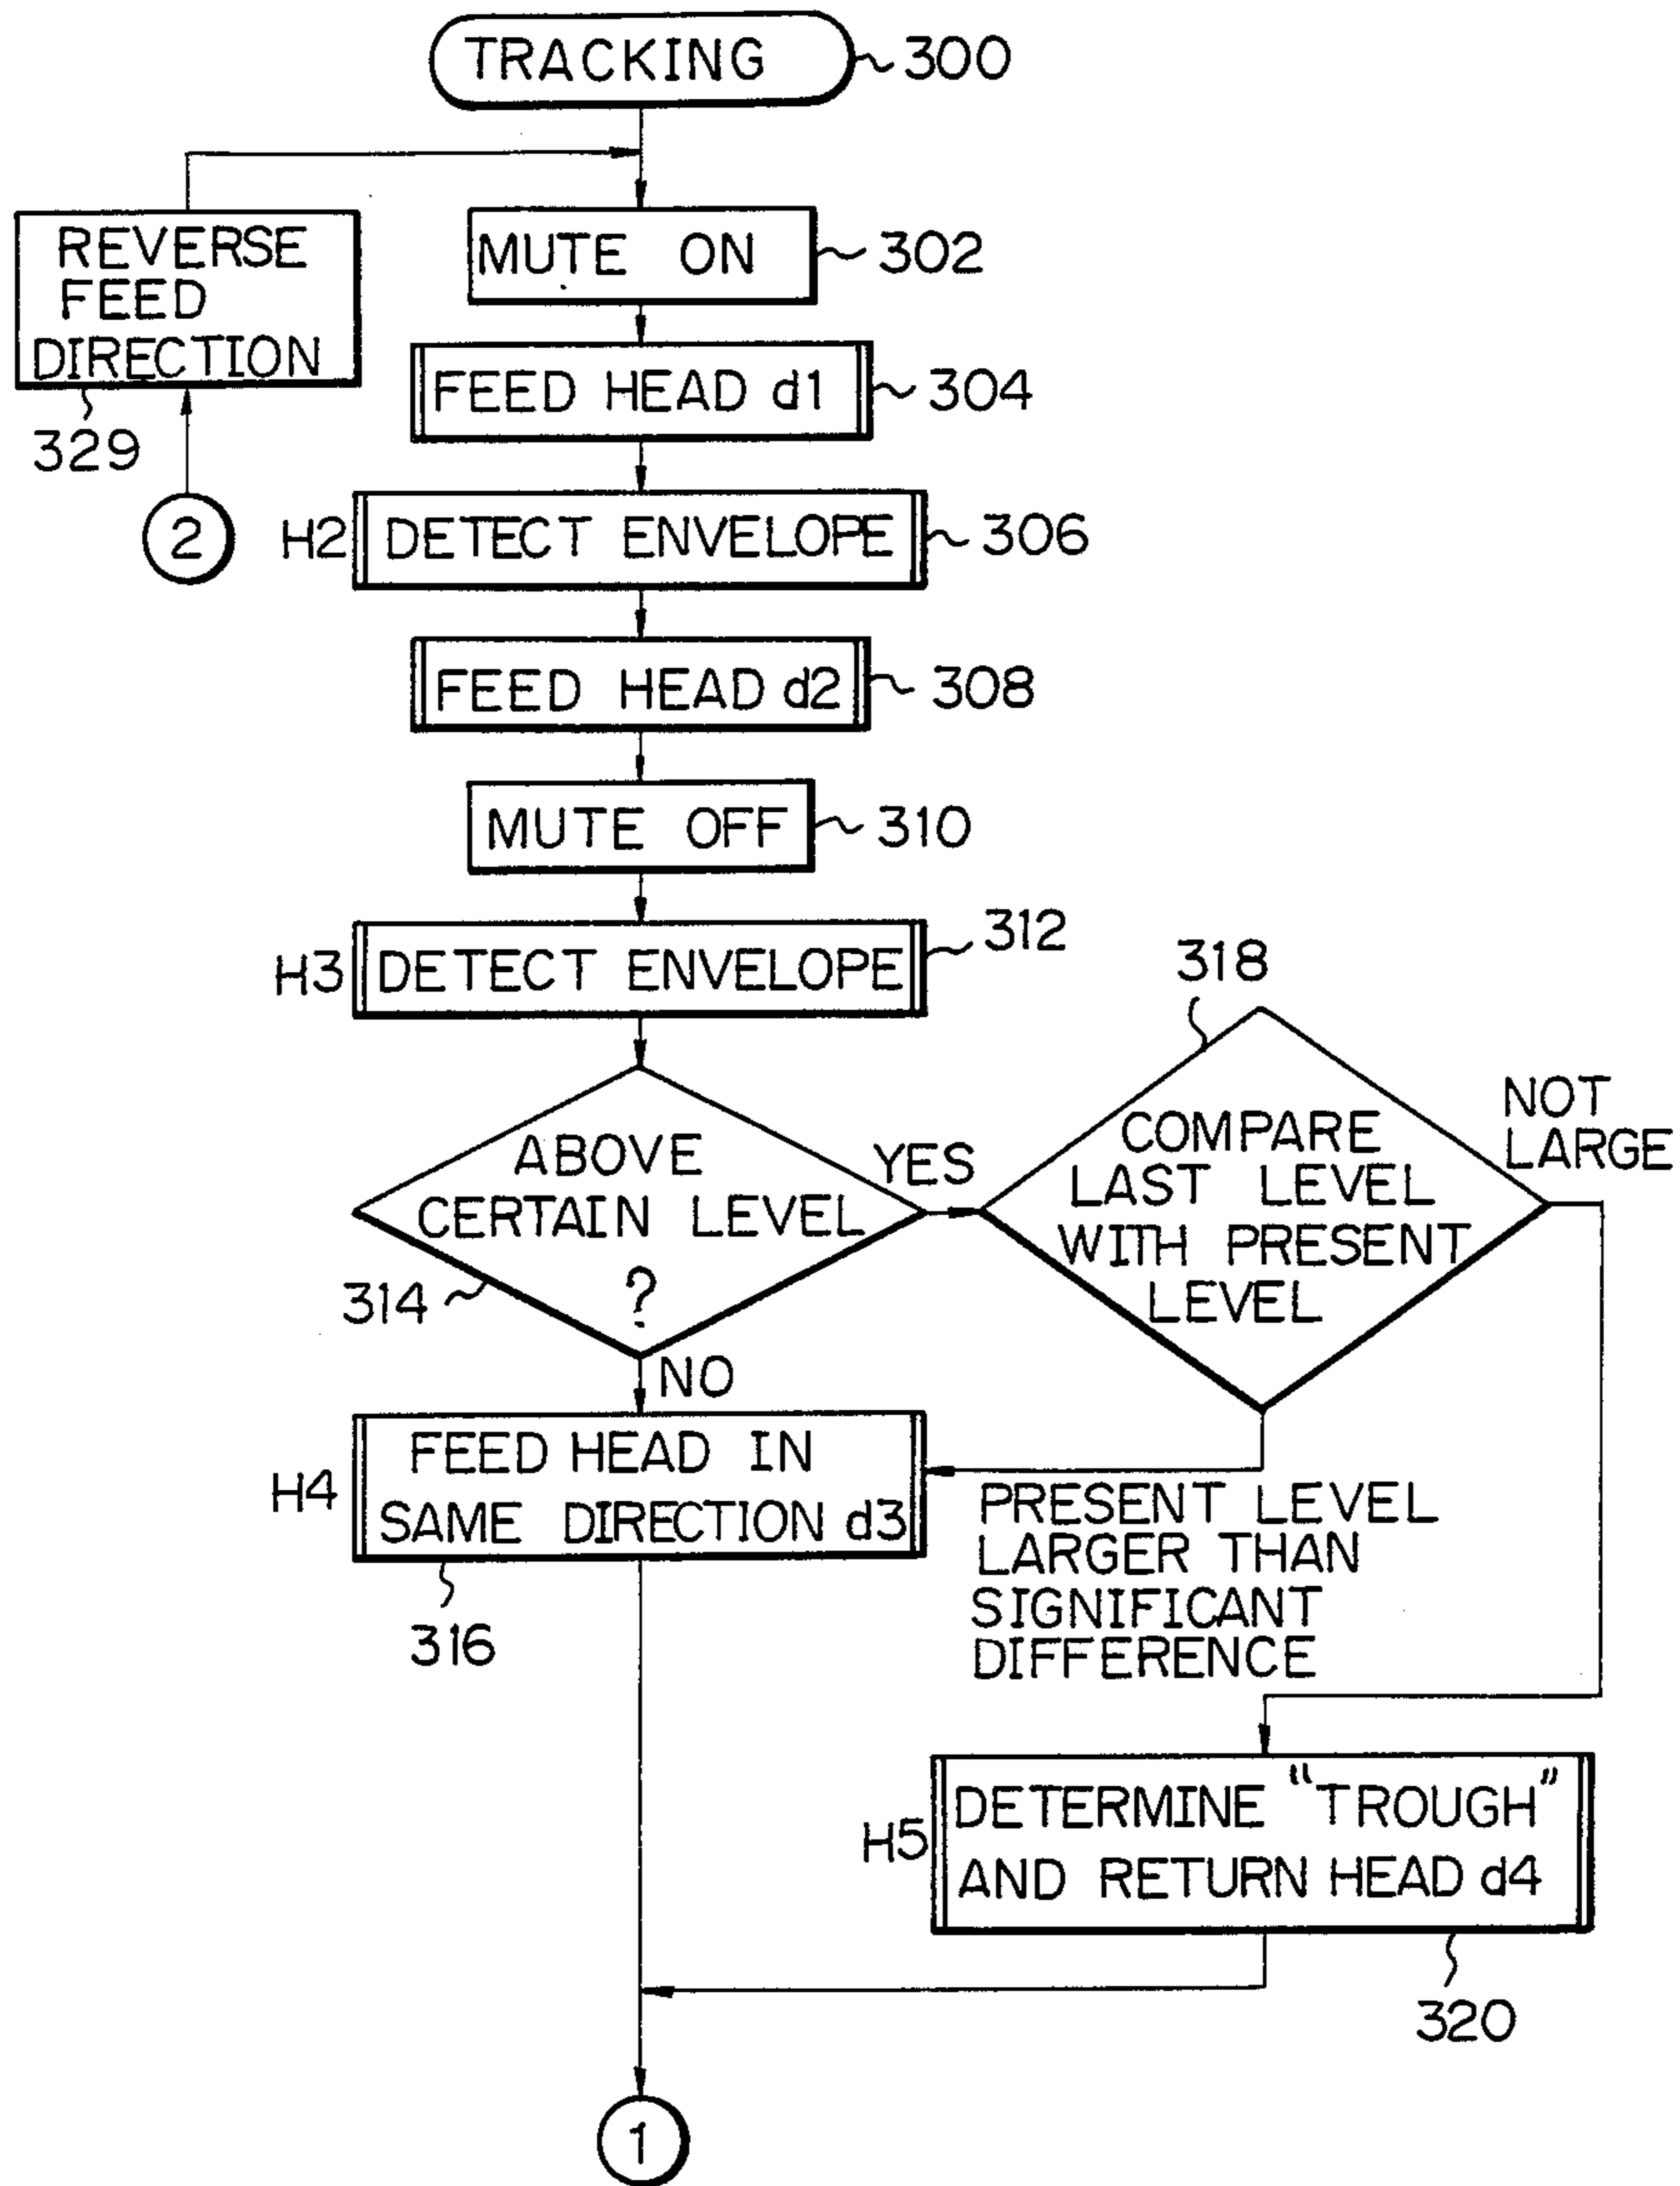 TRACKING
300
REVERSE
FEED
DIRECTION
329
2
MUTE ON
302
FEED HEAD d1
304
H2
DETECT ENVELOPE
306
FEED HEAD d2
308
MUTE OFF
310
H3
DETECT ENVELOPE
312
ABOVE
CERTAIN LEVEL
?
314
YES
NO
318
COMPARE
LAST LEVEL
WITH PRESENT
LEVEL
NOT
LARGE
H4
FEED HEAD IN
SAME DIRECTION d3
316
PRESENT LEVEL
LARGER THAN
SIGNIFICANT
DIFFERENCE
H5
DETERMINE "TROUGH"
AND RETURN HEAD d4
320
1